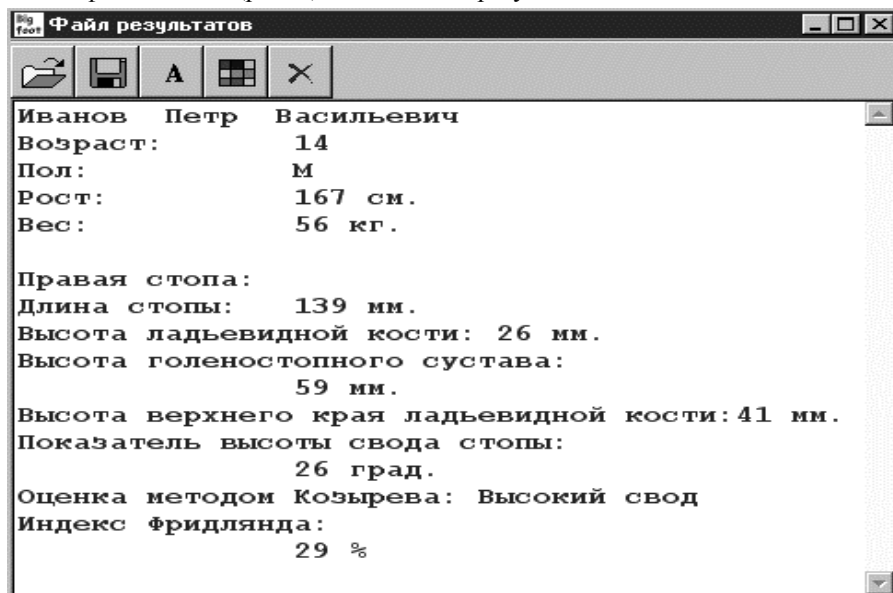 Big foot Файл результатов
A
Иванов Петр Васильевич
Возраст: 14
Пол: М
Рост: 167 см.
Вес: 56 кг.
Правая стопа:
Длина стопы: 139 мм.
Высота ладьевидной кости: 26 мм.
Высота голеностопного сустава:
59 мм.
Высота верхнего края ладьевидной кости:41 мм.
Показатель высоты свода стопы:
26 град.
Оценка методом Козырева: Высокий свод
Индекс Фридлянда:
29 %